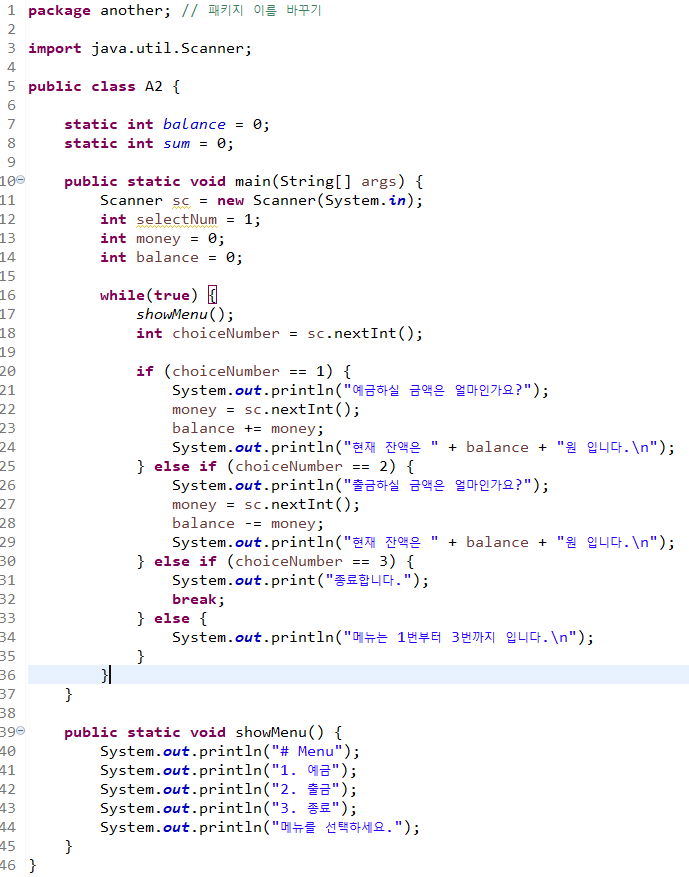 1 package another; // 패키지 이름 바꾸기
2
3 import java.util.Scanner;
4
5 public class A2 {
6
7     static int balance = 0;
8     static int sum = 0;
9
10     public static void main(String[] args) {
11         Scanner sc = new Scanner(System.in);
12         int selectNum = 1;
13         int money = 0;
14         int balance = 0;
15
16         while(true) {
17             showMenu();
18             int choiceNumber = sc.nextInt();
19
20             if (choiceNumber == 1) {
21                 System.out.println("예금하실 금액은 얼마인가요?");
22                 money = sc.nextInt();
23                 balance += money;
24                 System.out.println("현재 잔액은 " + balance + "원 입니다.\n");
25             } else if (choiceNumber == 2) {
26                 System.out.println("출금하실 금액은 얼마인가요?");
27                 money = sc.nextInt();
28                 balance -= money;
29                 System.out.println("현재 잔액은 " + balance + "원 입니다.\n");
30             } else if (choiceNumber == 3) {
31                 System.out.print("종료합니다.");
32                 break;
33             } else {
34                 System.out.println("메뉴는 1번부터 3번까지 입니다.\n");
35             }
36         }
37     }
38
39     public static void showMenu() {
40         System.out.println("# Menu");
41         System.out.println("1. 예금");
42         System.out.println("2. 출금");
43         System.out.println("3. 종료");
44         System.out.println("메뉴를 선택하세요.");
45     }
46 }